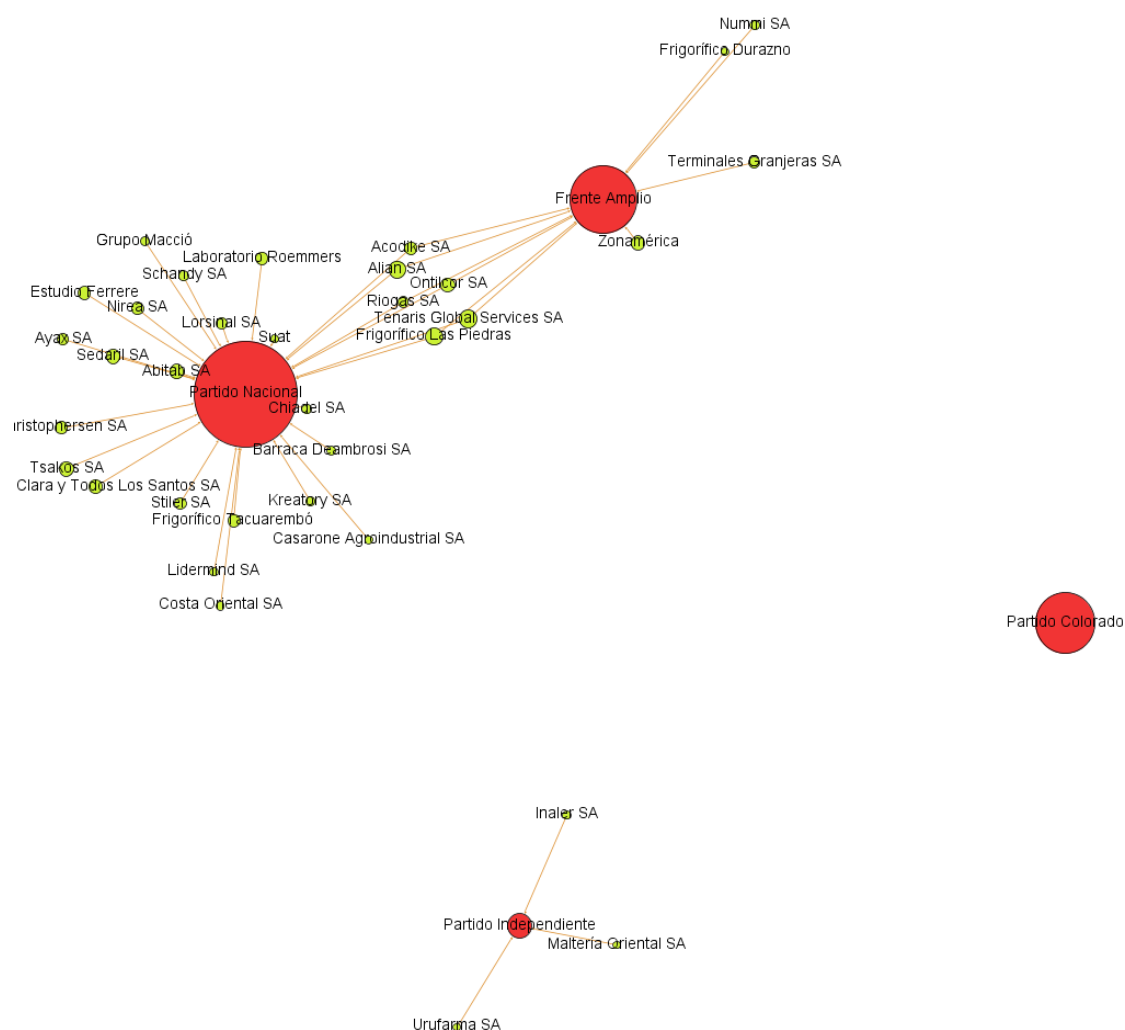 Nummi SA
Frigorífico Durazno
Terminales Granjeras SA
Frente Amplio
Zonamérica
Grupo Macció
Acodike SA
Laboratorio Roemmers
Alian SA
Schandy SA
Ontilcor SA
Estudio Ferrere
Riogas SA
Nirea SA
Tenaris Global Services SA
Lorsinal SA
Frigorífico Las Piedras
Suat
Ayax SA
Sedaril SA
Abitab SA
Partido Nacional
Chiadel SA
ristophersen SA
Barraca Deambrosi SA
Tsakos SA
Clara y Todos Los Santos SA
Kreatory SA
Stiler SA
Frigorífico Tacuarembó
Casarone Agroindustrial SA
Lidermind SA
Costa Oriental SA
Partido Colorado
Inaler SA
Partido Independiente
Maltería Oriental SA
Urufarma SA